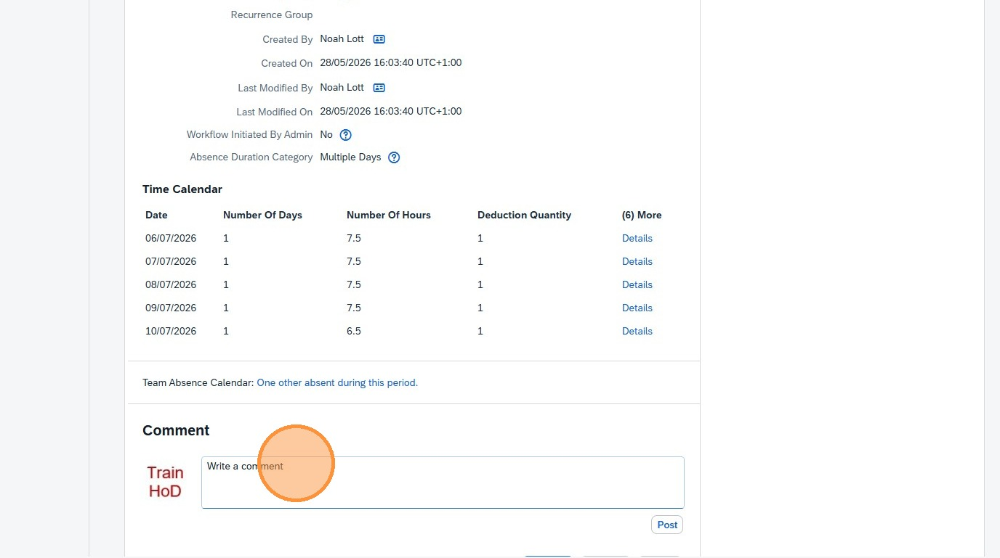 Recurrence Group
Created By Noah Lott
Created On 28/05/2026 16:03:40 UTC+1:00
Last Modified By Noah Lott
Last Modified On 28/05/2026 16:03:40 UTC+1:00
Workflow Initiated By Admin No ?
Absence Duration Category Multiple Days ?
Time Calendar
Date Number Of Days Number Of Hours Deduction Quantity (6) More
06/07/2026 1 7.5 1 Details
07/07/2026 1 7.5 1 Details
08/07/2026 1 7.5 1 Details
09/07/2026 1 7.5 1 Details
10/07/2026 1 6.5 1 Details
Team Absence Calendar: One other absent during this period.
Comment
Train
HoD
Write a comment
Post